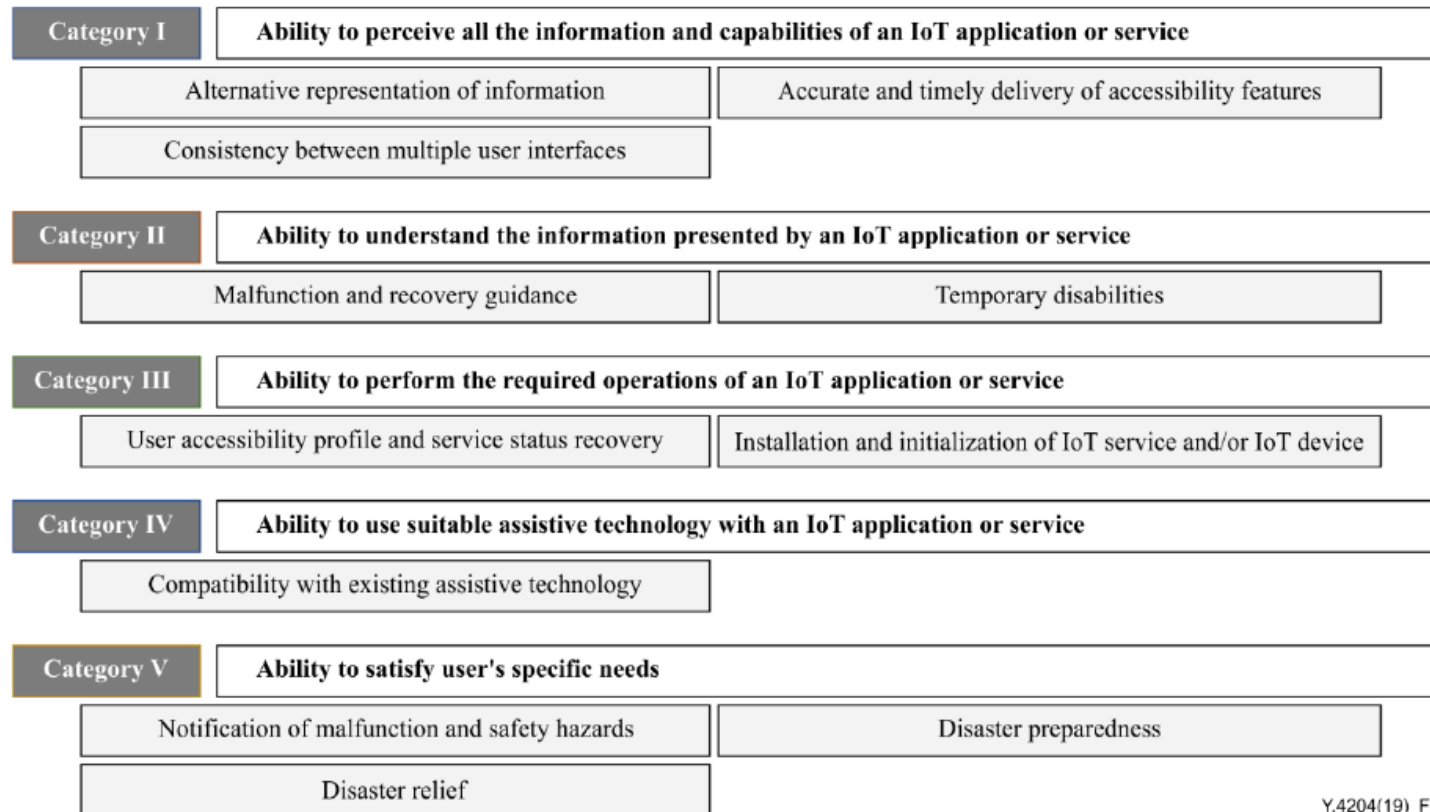 Category I
Ability to perceive all the information and capabilities of an IoT application or service
Alternative representation of information
Accurate and timely delivery of accessibility features
Consistency between multiple user interfaces
Category II
Ability to understand the information presented by an IoT application or service
Malfunction and recovery guidance
Temporary disabilities
Category III
Ability to perform the required operations of an IoT application or service
User accessibility profile and service status recovery
Installation and initialization of IoT service and/or IoT device
Category IV
Ability to use suitable assistive technology with an IoT application or service
Compatibility with existing assistive technology
Category V
Ability to satisfy user's specific needs
Notification of malfunction and safety hazards
Disaster preparedness
Disaster relief
Y.4204(19)_F